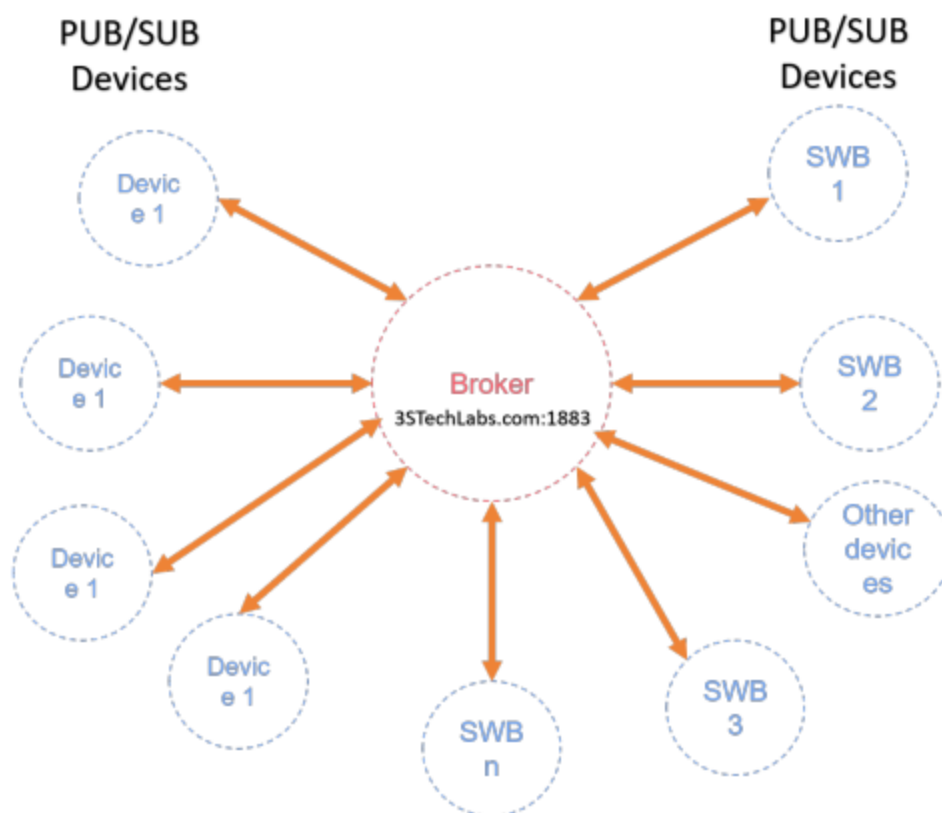 PUB/SUB
Devices
PUB/SUB
Devices
Devic
e 1
SWB
1
Devic
e 1
Broker
3STechLabs.com:1883
SWB
2
Devic
e 1
Other
devic
es
Devic
e 1
SWB
n
SWB
3